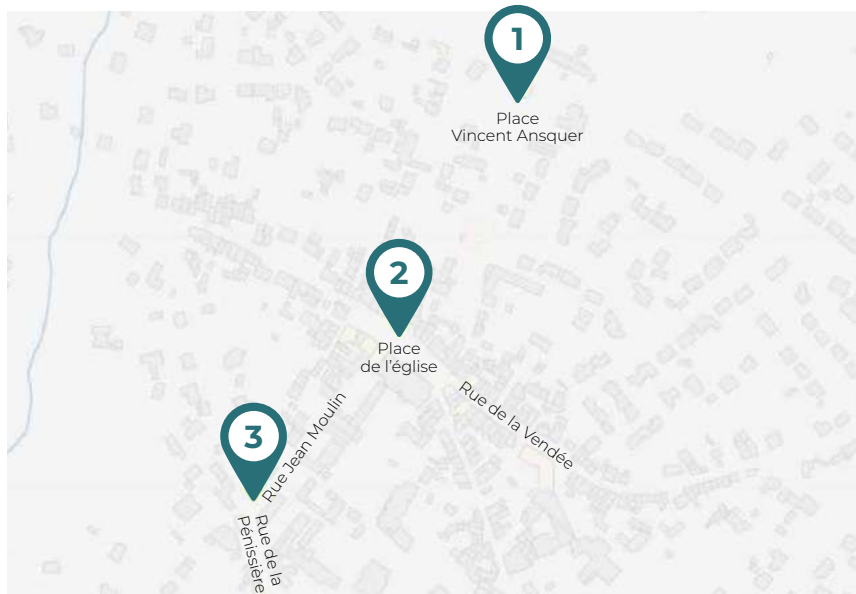 1
Place
Vincent Ansquer
2
Place
de l'église
Rue de la Vendée
Rue Jean Moulin
3
Rue de la
Pénissière